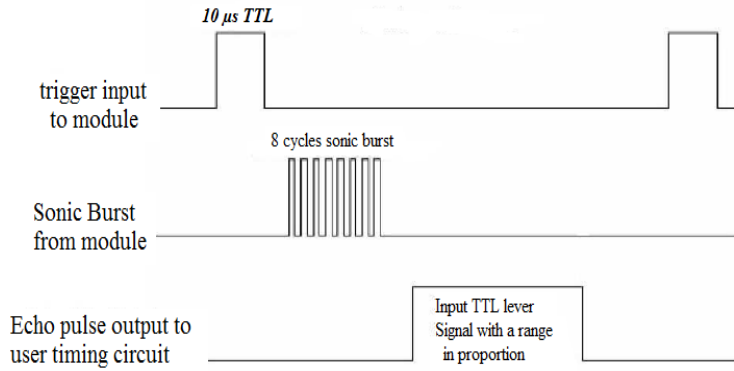 10 µs TTL
trigger input
to module
8 cycles sonic burst
Sonic Burst
from module
Echo pulse output to
user timing circuit
Input TTL lever
Signal with a range
in proportion